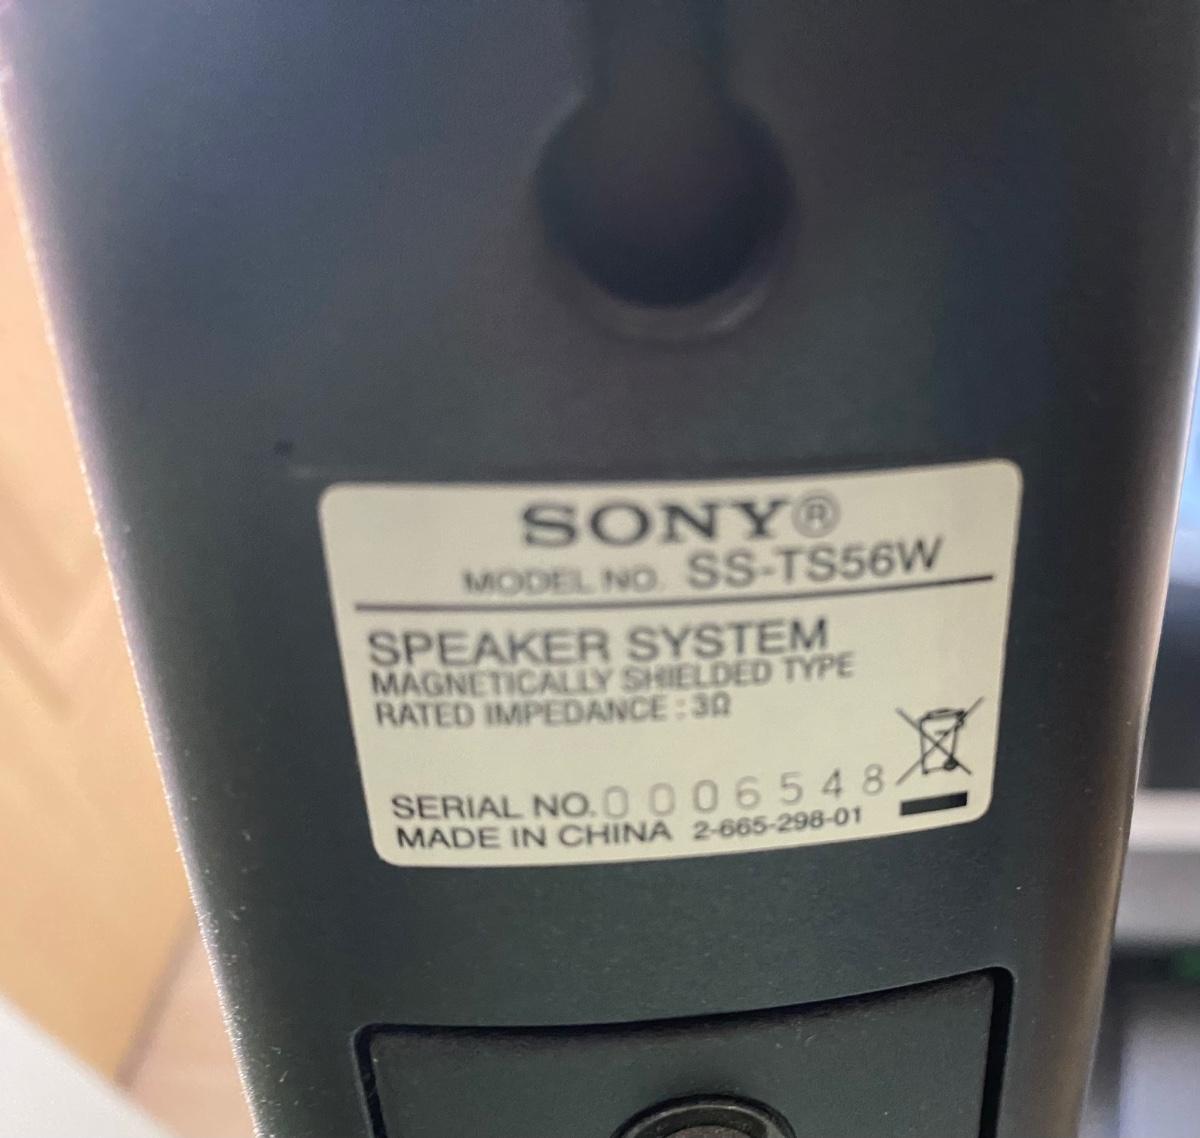 SONY®
MODEL NO. SS-TS56W
SPEAKER SYSTEM
MAGNETICALLY SHIELDED TYPE
RATED IMPEDANCE : 3Ω
SERIAL NO. 0006548
MADE IN CHINA 2-665-298-01